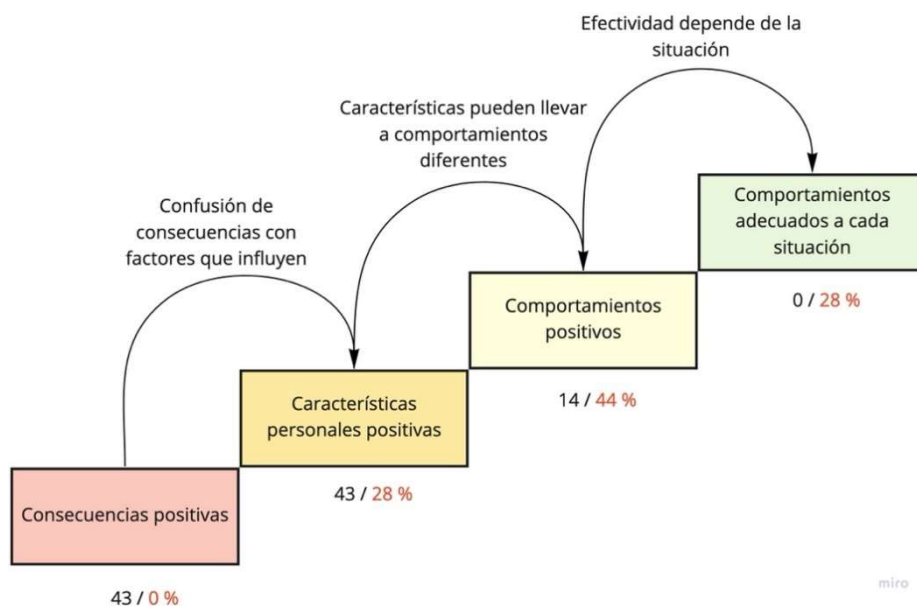 Efectividad depende de la
situación
Características pueden llevar
a comportamientos
diferentes
Confusión de
consecuencias con
factores que influyen
Comportamientos
adecuados a cada
situación
0 / 28 %
Comportamientos
positivos
14 / 44 %
Características
personales positivas
43 / 28 %
Consecuencias positivas
43 / 0 %
miro